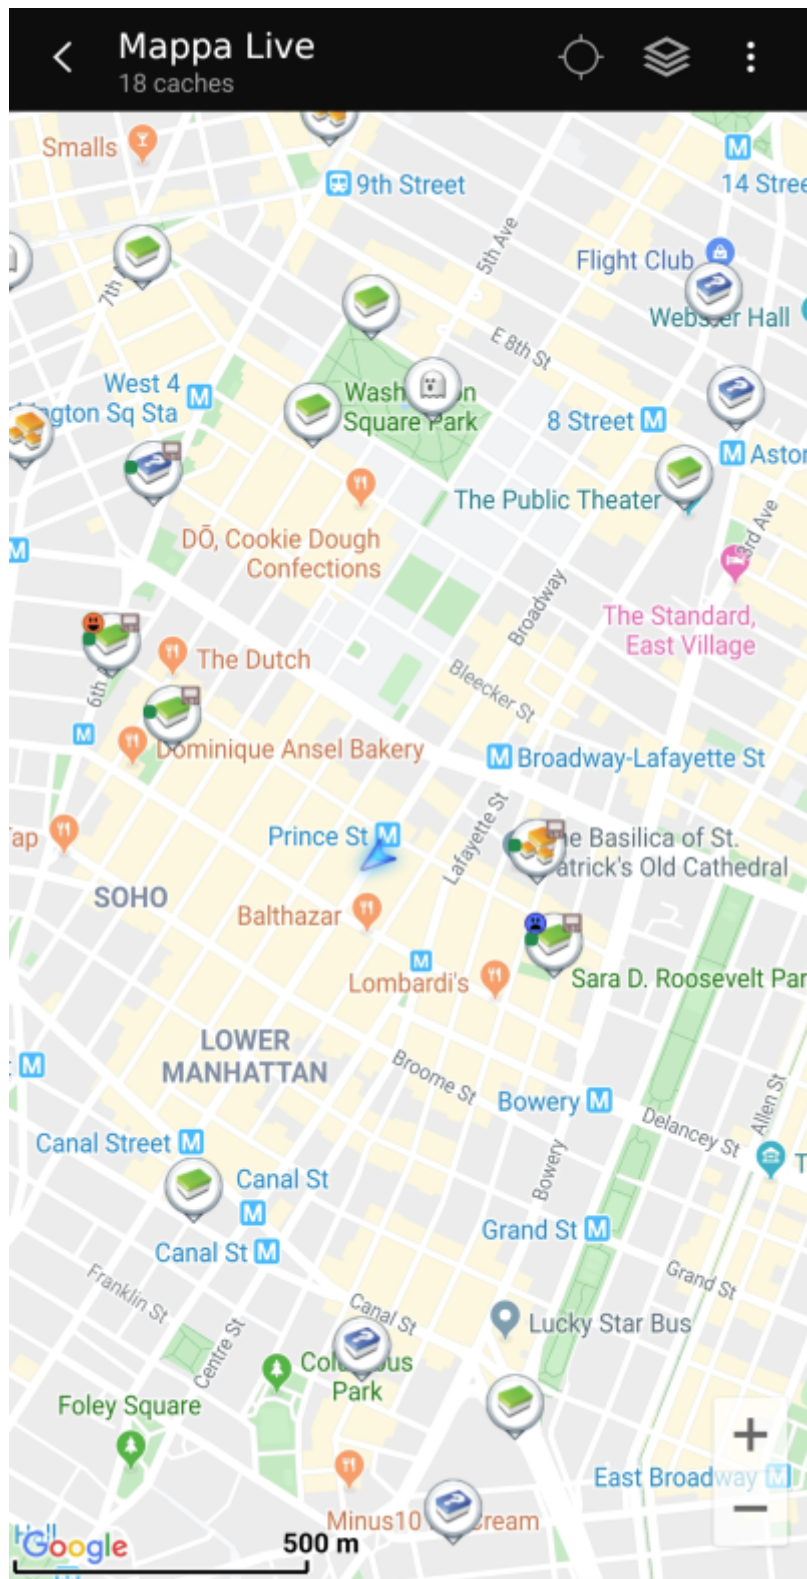 Mappa Live
18 caches
Smalls
9th Street
M
14 Stree
5th Ave
7th
Flight Club
Hall
E 8th St
West 4
M
Sq Sta
Square Park
8 Street M
M Astor
The Public Theater
DŌ, Cookie Dough
Confections
M
3rd Ave
Broadway
The Standard,
East Village
The Dutch
6th
Bleecker St
M
Dominique Ansel Bakery
M Broadway-Lafayette St
Prince St M
Lafayette St
Basilica of St.
Old Cathedral
SOHO
Balthazar
M
Lombardi's
Sara D. Roosevelt Par
LOWER
MANHATTAN
M
Broome St
Bowery M
Delancey St
Allen St
Canal Street M
Canal St
M
Bowery
T
Canal St M
Grand St M
Grand St
Franklin St
Centre St
Canal St
Lucky Star Bus
Park
Foley Square
+
East Broadway M
−
Minus10
Google
500 m